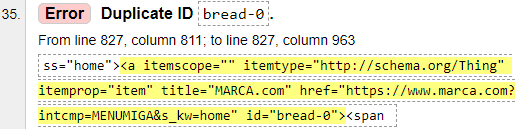 35. Error Duplicate ID bread-0.
From line 827, column 811; to line 827, column 963
ss="home"><a itemscope="" itemtype="http://schema.org/Thing"
itemprop="item" title="MARCA.com" href="https://www.marca.com?
intcmp=MENUMIGA&s_kw=home" id="bread-0"><span